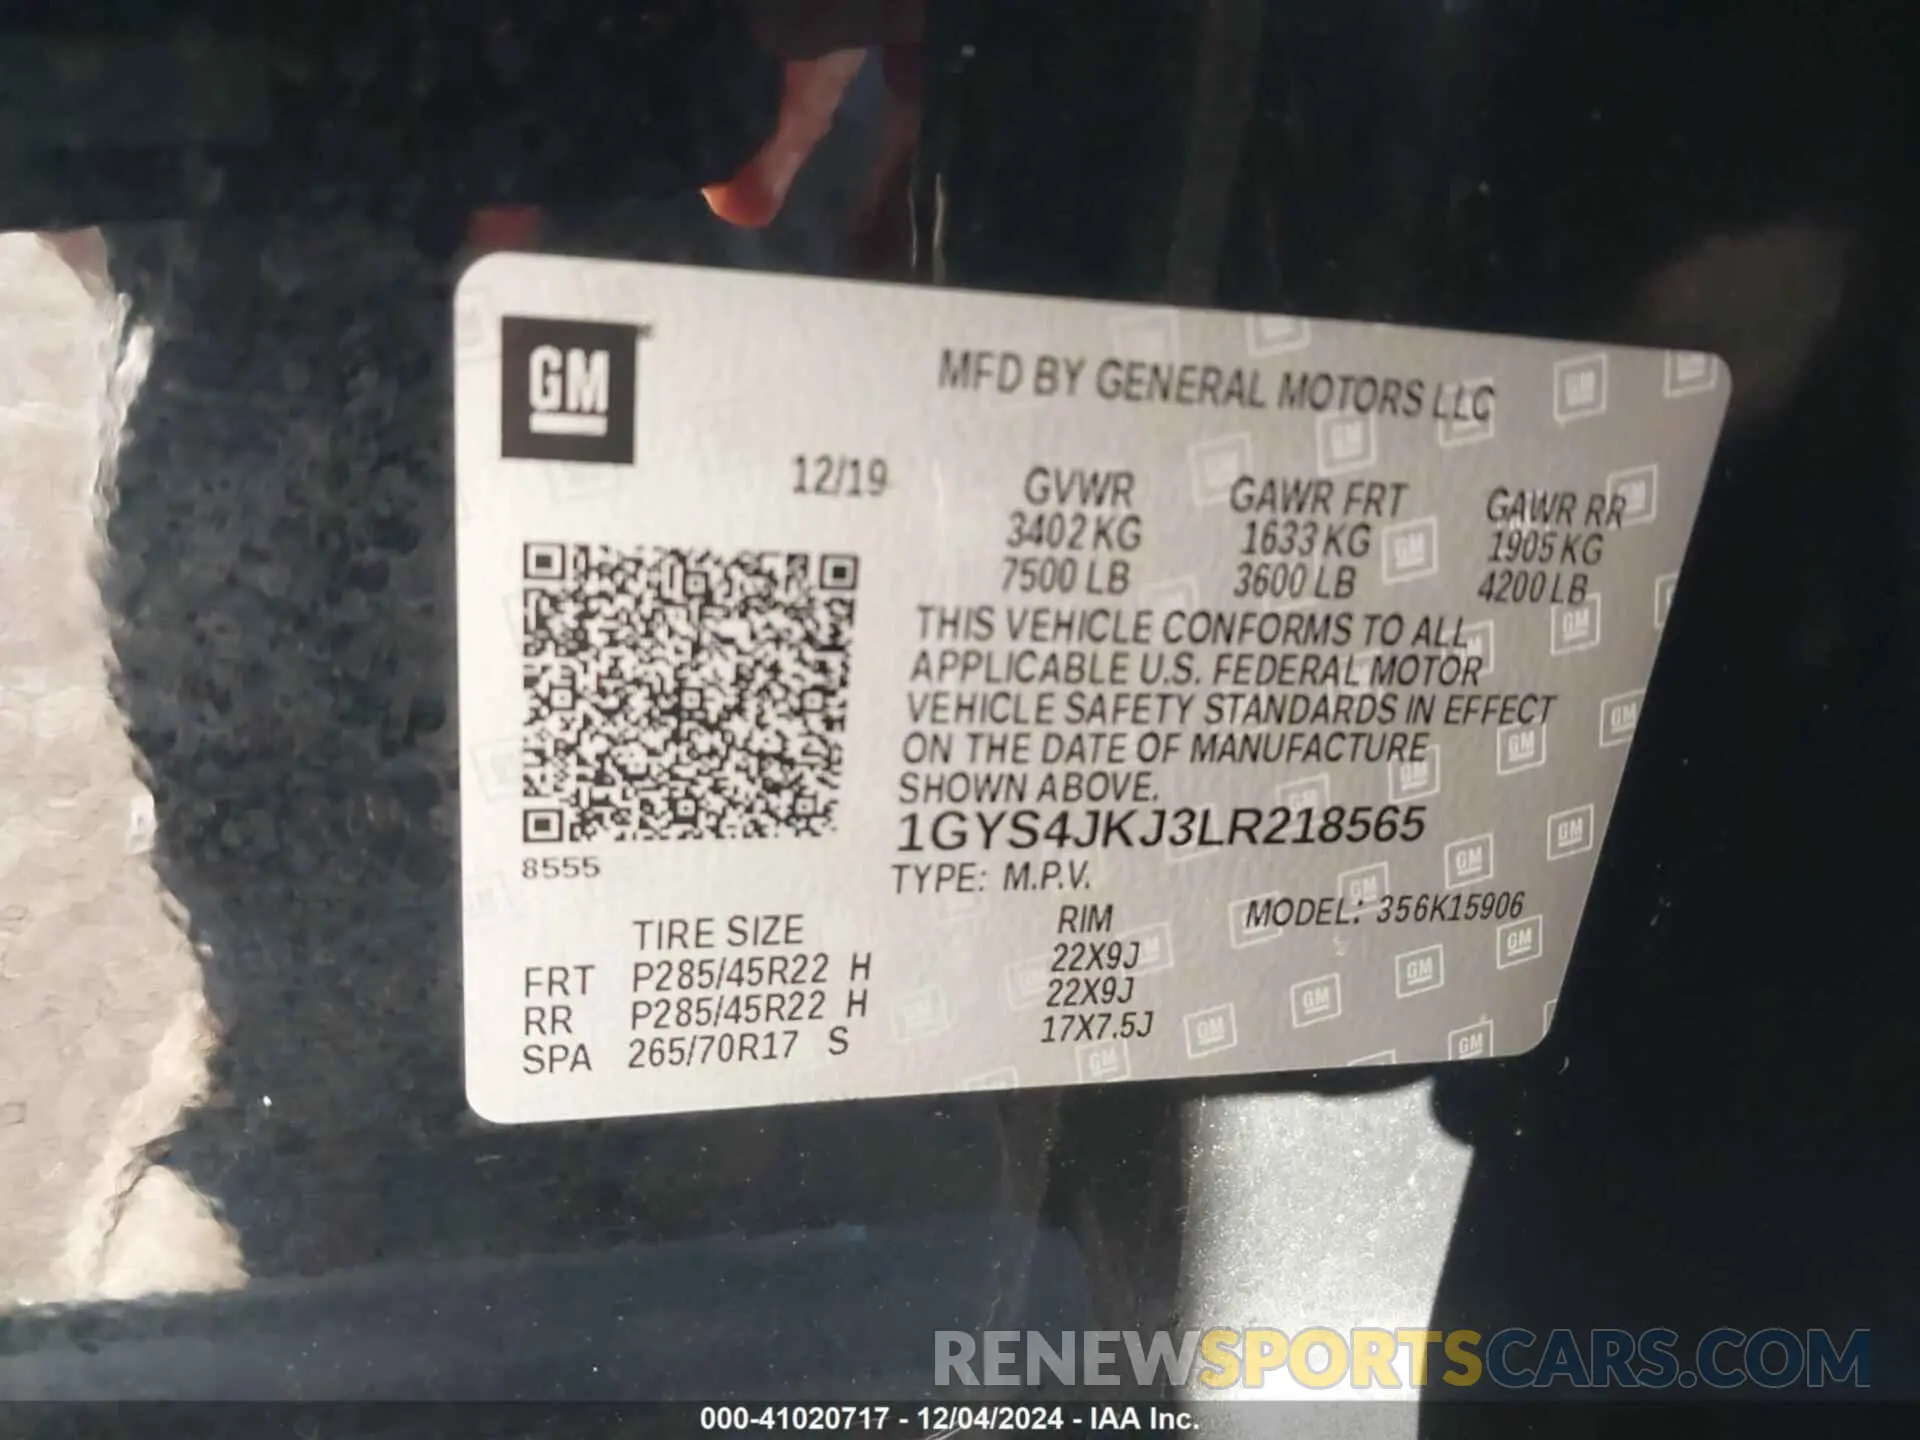 GM
MFD BY GENERAL MOTORS LLC
12/19
GVWR GAWR FRT GAWR RR
3402 KG 1633 KG 1905 KG
7500 LB 3600 LB 4200 LB
THIS VEHICLE CONFORMS TO ALL
APPLICABLE U.S. FEDERAL MOTOR
VEHICLE SAFETY STANDARDS IN EFFECT
ON THE DATE OF MANUFACTURE
SHOWN ABOVE.
1GYS4JKJ3LR218565
8555
TYPE: M.P.V.
MODEL: 356K15906
TIRE SIZE RIM
FRT P285/45R22 H 22X9J
RR P285/45R22 H 22X9J
SPA 265/70R17 S 17X7.5J
RENEWSPORTSCARS.COM
000-41020717 - 12/04/2024 - IAA Inc.